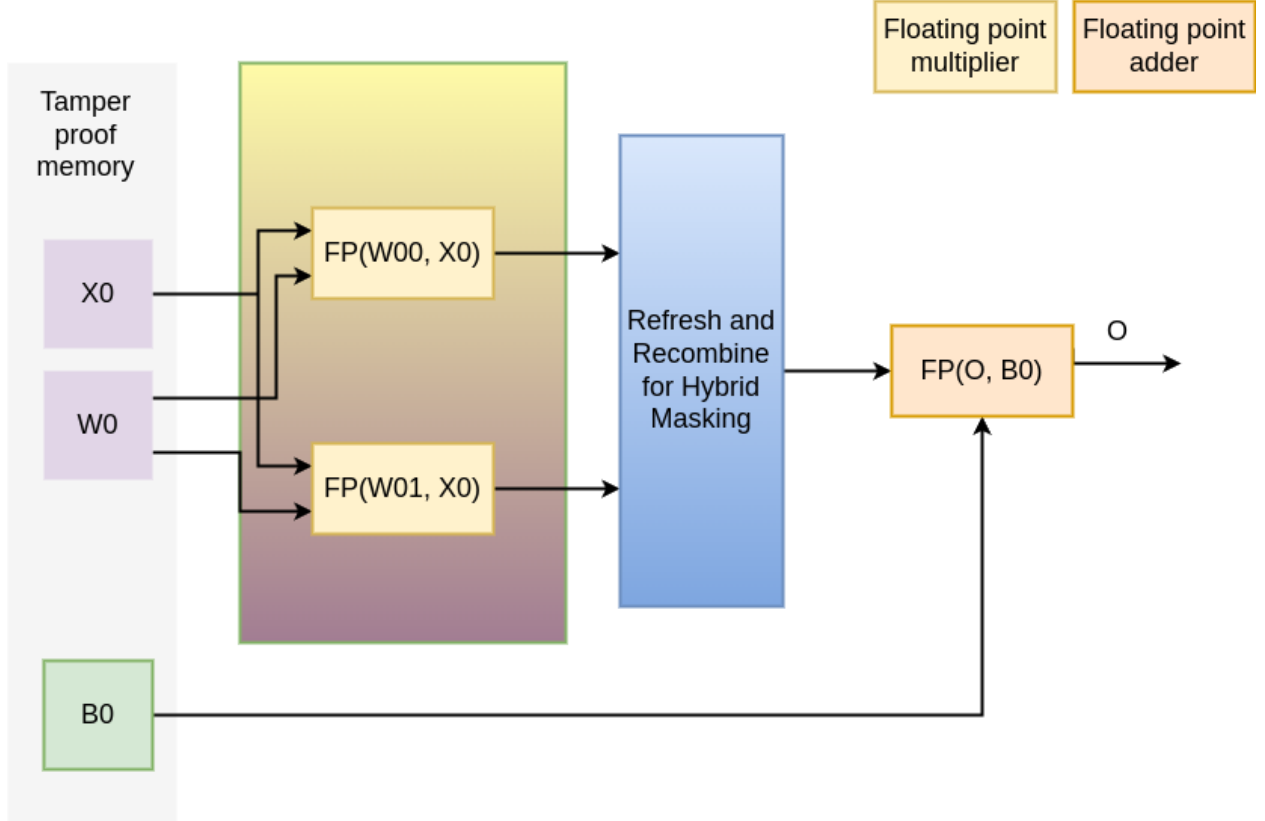 Floating point
multiplier
Floating point
adder
Tamper
proof
memory
X0
W0
B0
FP(W00, X0)
FP(W01, X0)
Refresh and
Recombine
for Hybrid
Masking
FP(O, B0)
O